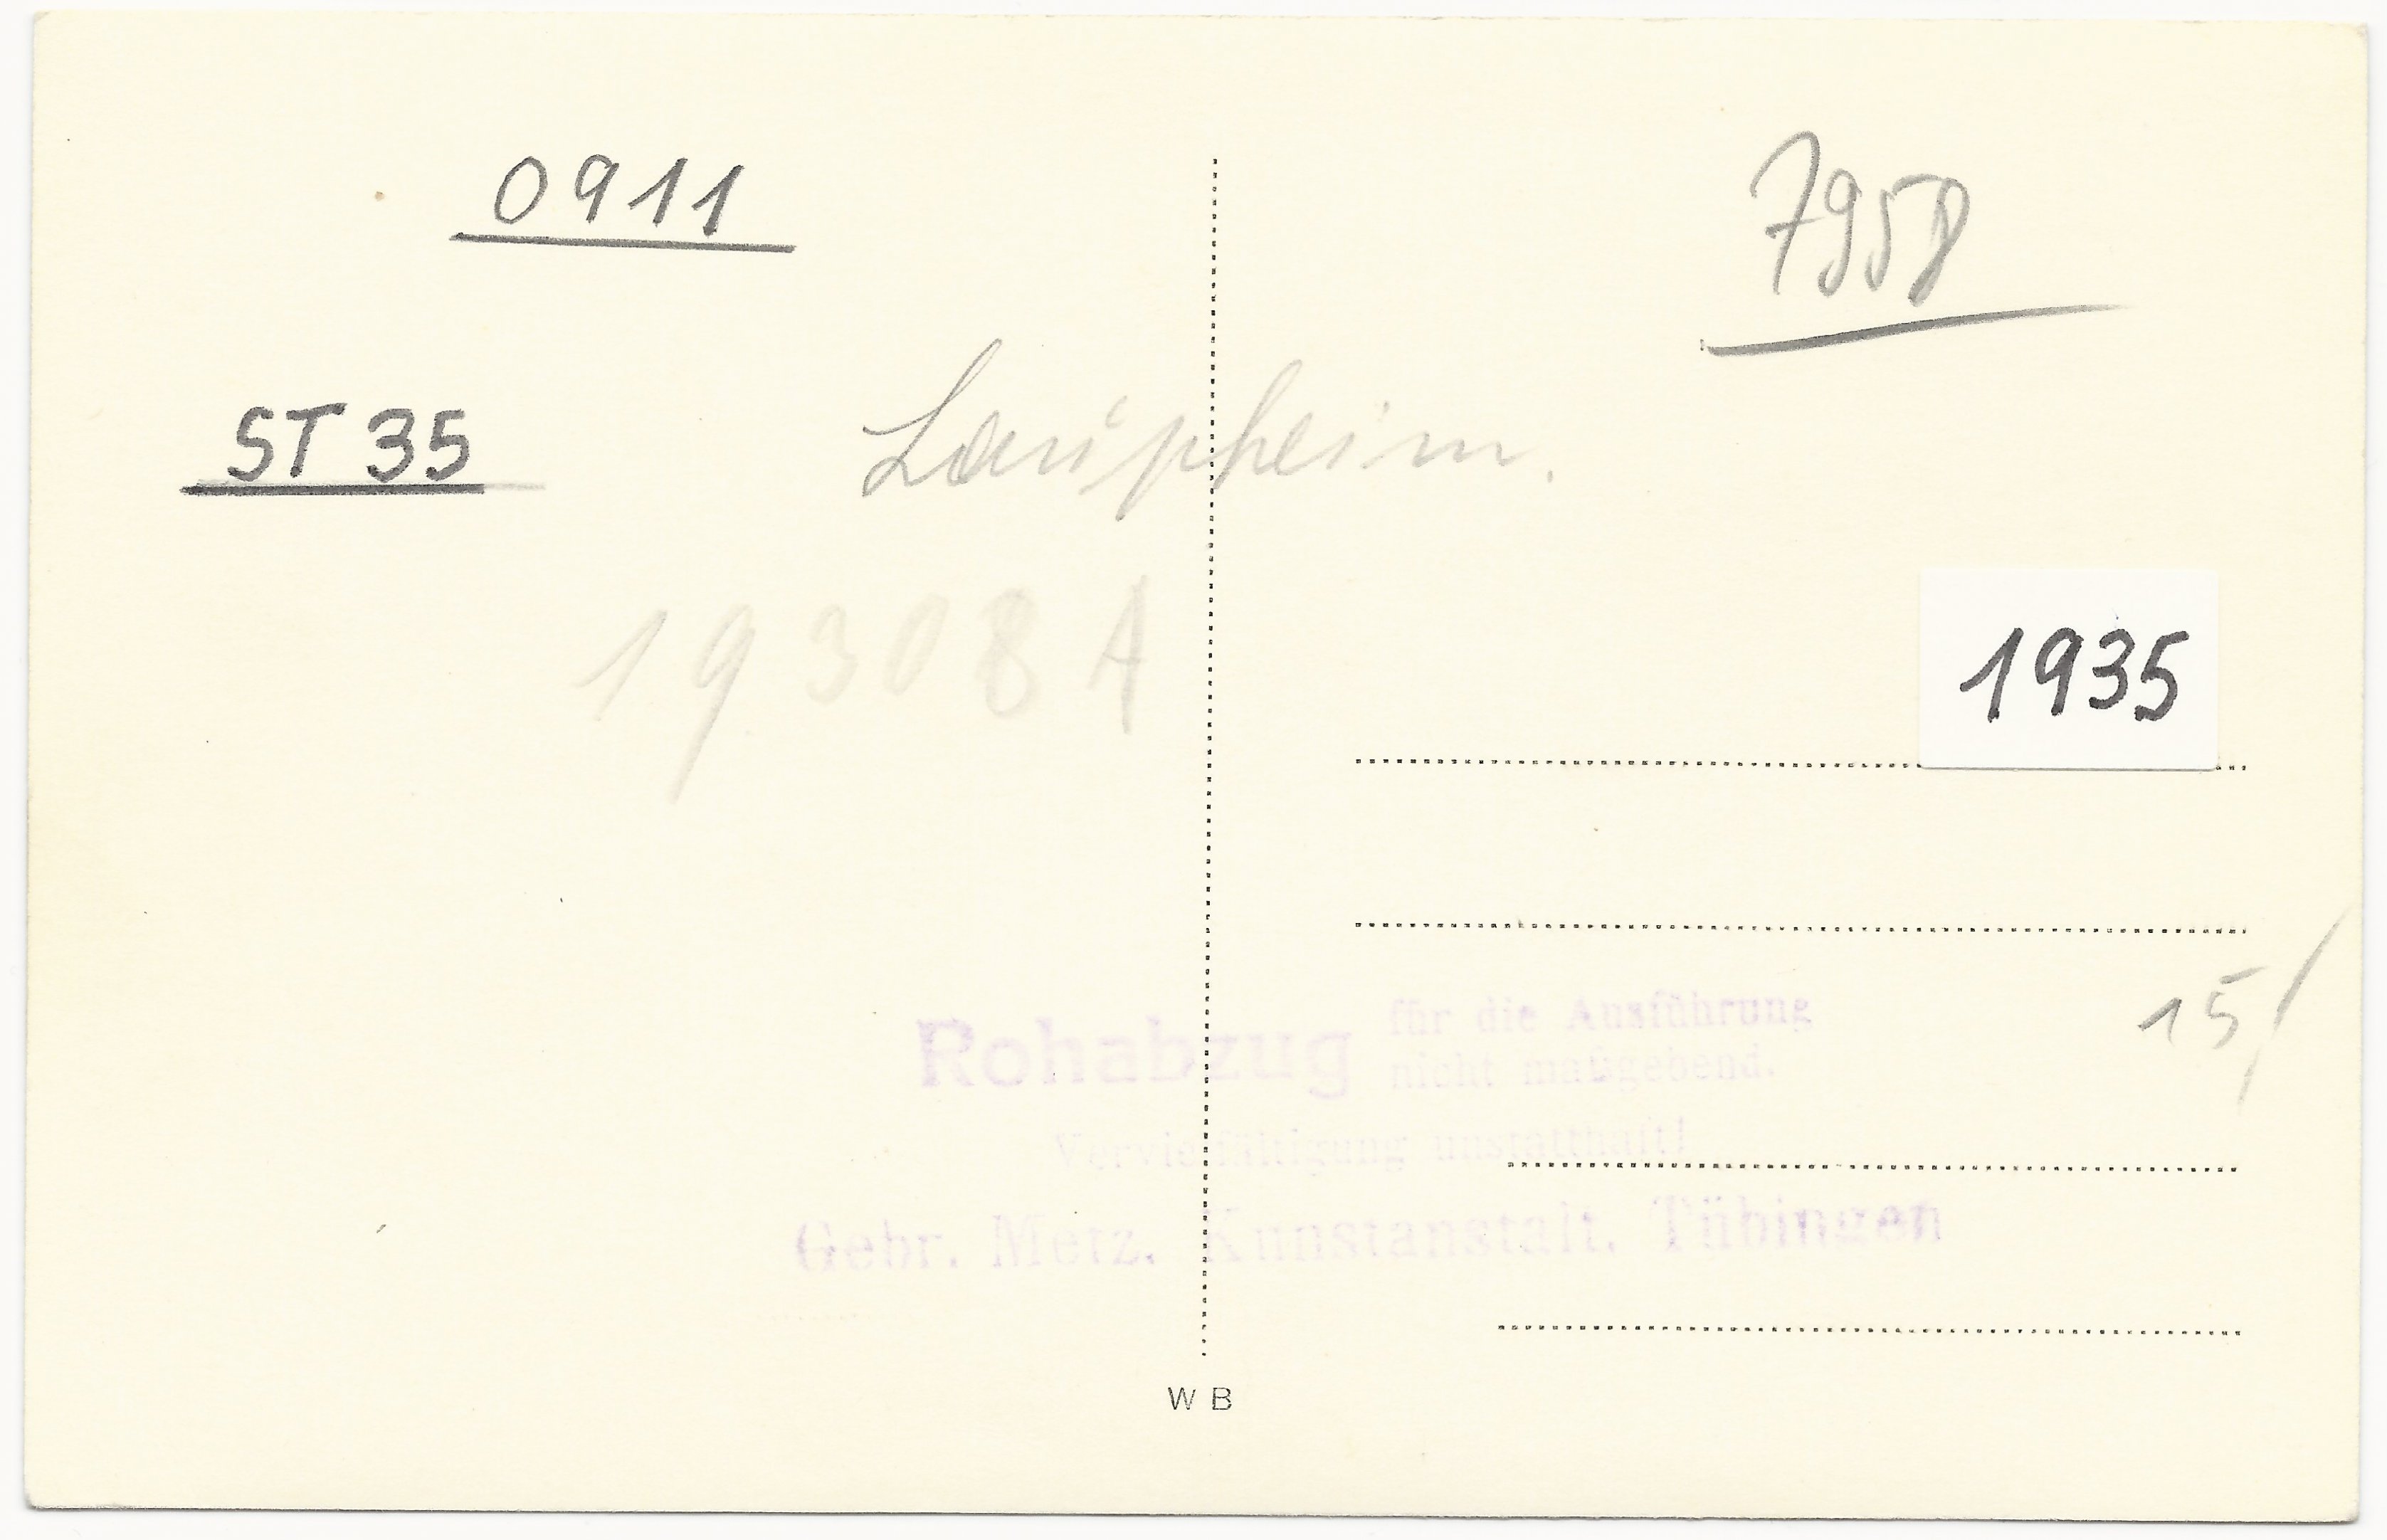 0911
7958
ST 35
Laupheim.
19308 A
1935
15,
Rohabzug für die Ausführung
nicht maßgebend.
Vervielfältigung unstatthaft!
Gebr. Metz, Kunstanstalt, Tübingen
W B